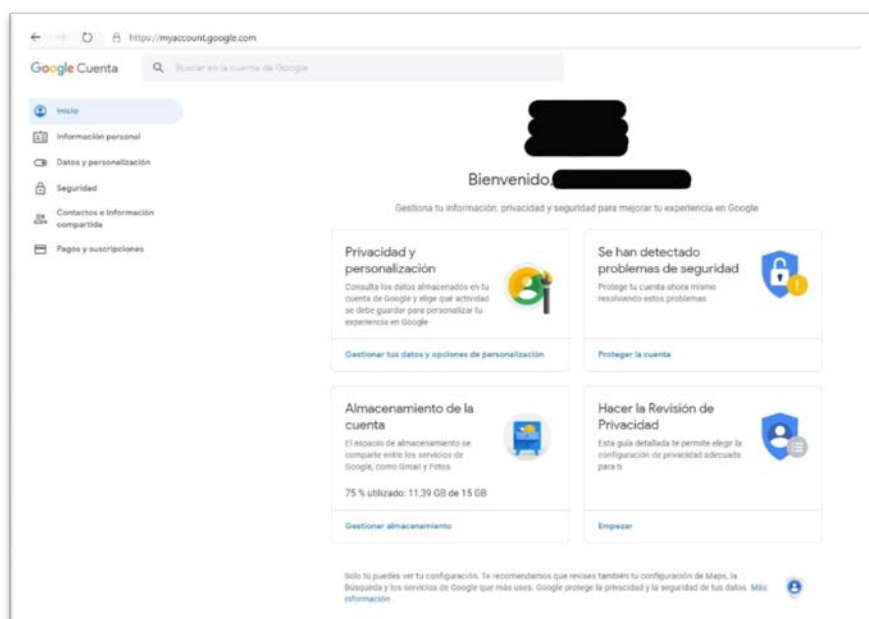 https://myaccount.google.com
Google Cuenta
Buscar en la cuenta de Google
Inicio
Información personal
Datos y personalización
Seguridad
Contactos e información
compartida
Pagos y suscripciones
Bienvenido,
Gestiona tu información, privacidad y seguridad para mejorar tu experiencia en Google
Privacidad y
personalización
Consulta los datos almacenados en tu
cuenta de Google y elige qué actividad
se debe guardar para personalizar tu
experiencia en Google
Gestionar tus datos y opciones de personalización
Se han detectado
problemas de seguridad
Protege tu cuenta ahora mismo
resolviendo estos problemas
Proteger la cuenta
Almacenamiento de la
cuenta
El espacio de almacenamiento se
comparte entre los servicios de
Google, como Gmail y Fotos
75 % utilizado: 11,39 GB de 15 GB
Gestionar almacenamiento
Hacer la Revisión de
Privacidad
Esta guía detallada te permite elegir la
configuración de privacidad adecuada
para ti
Empezar
Solo tú puedes ver tu configuración. Te recomendamos que revises también tu configuración de Maps, la
Búsqueda y los servicios de Google que más uses. Google protege la privacidad y la seguridad de tus datos. Más
información